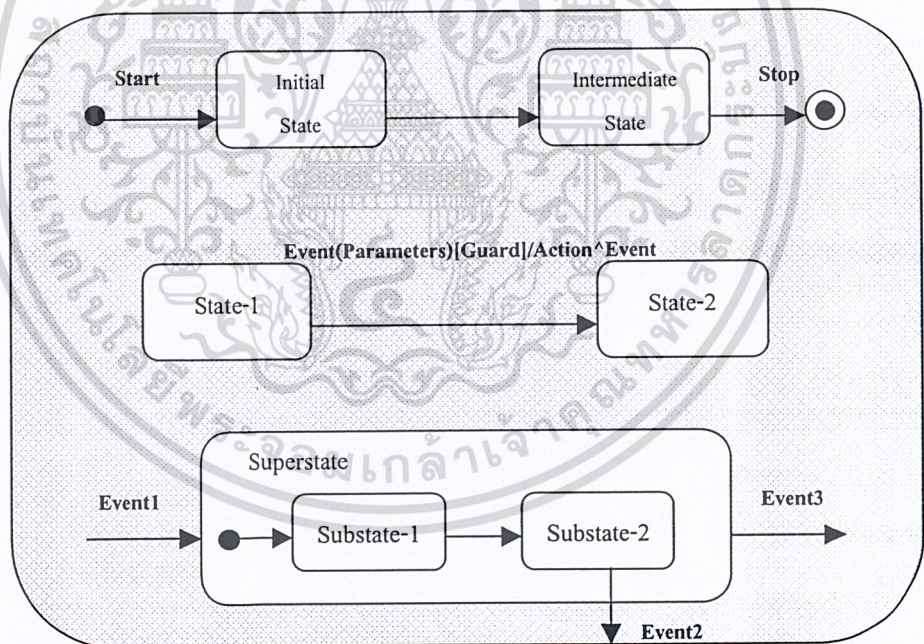 Start
Initial
State
Intermediate
State
Stop
Event(Parameters)[Guard]/Action^Event
State-1
State-2
Superstate
Event1
Substate-1
Substate-2
Event3
Event2